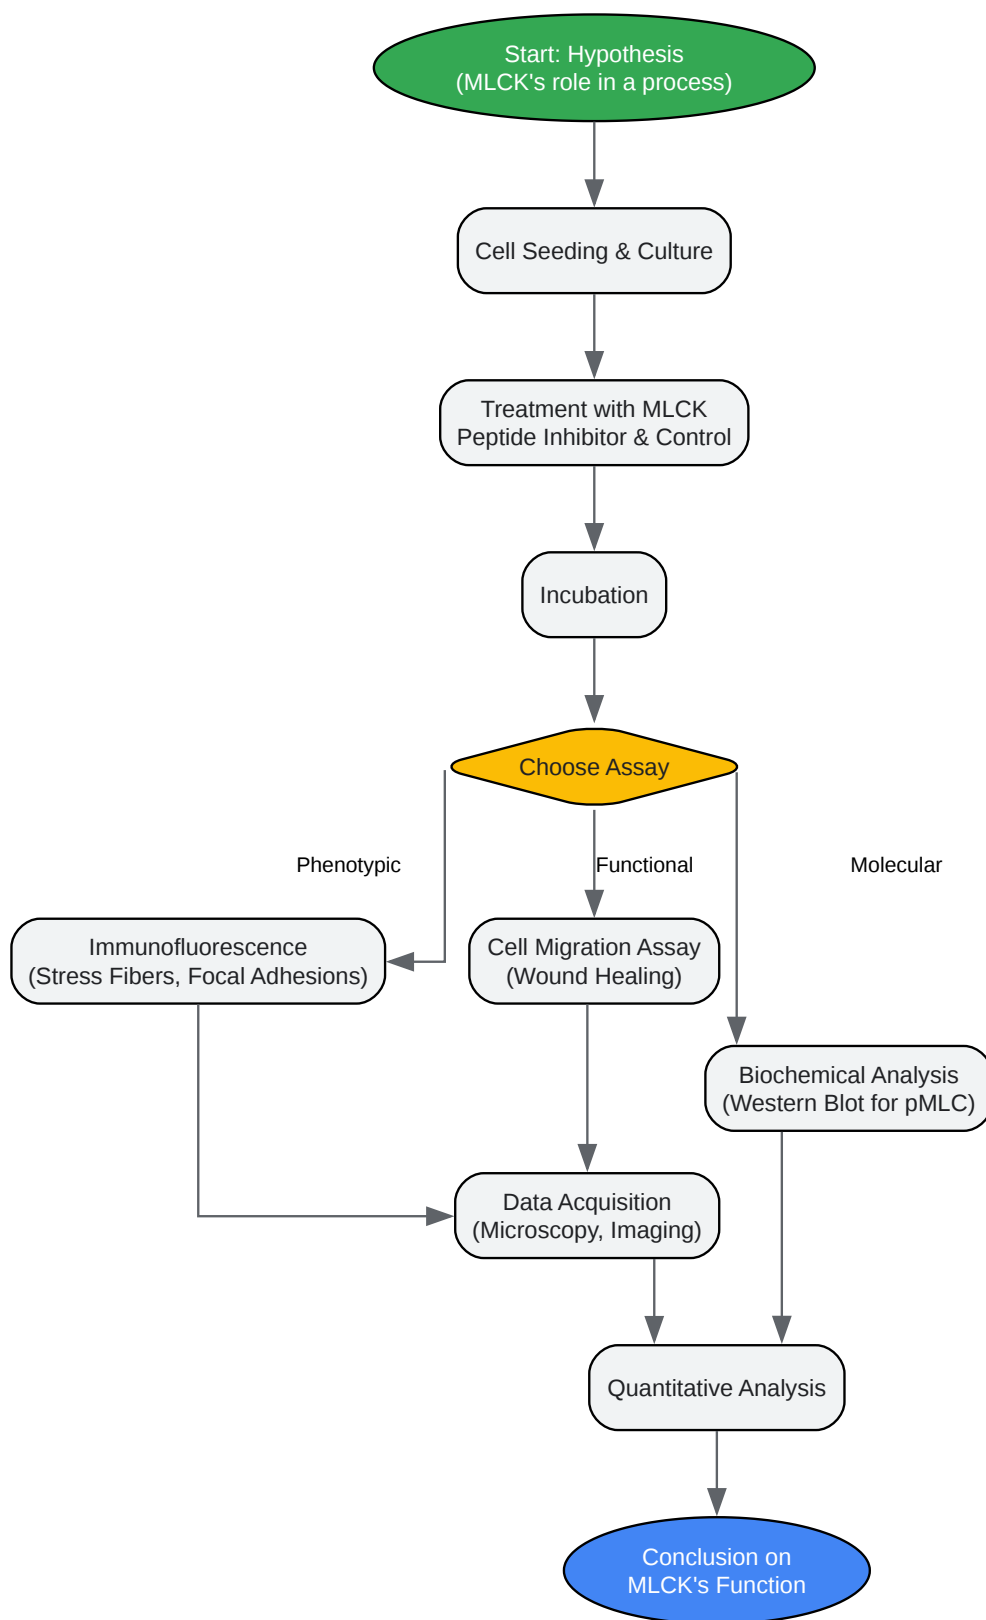 Start: Hypothesis
(MLCK's role in a process)
Cell Seeding & Culture
Treatment with MLCK
Peptide Inhibitor & Control
Incubation
Choose Assay
Phenotypic
Functional
Molecular
Immunofluorescence
(Stress Fibers, Focal Adhesions)
Cell Migration Assay
(Wound Healing)
Biochemical Analysis
(Western Blot for pMLC)
Data Acquisition
(Microscopy, Imaging)
Quantitative Analysis
Conclusion on
MLCK's Function